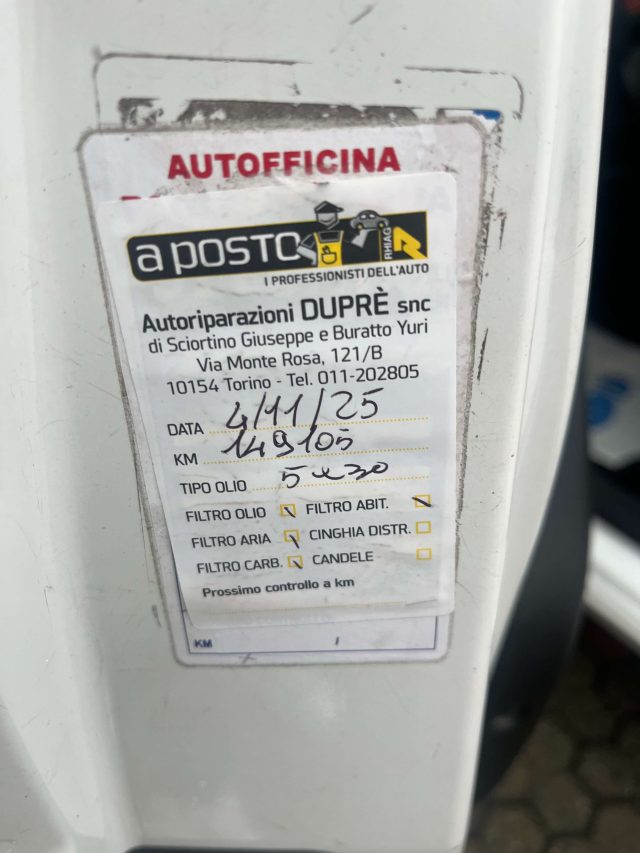 AUTOFFICINA
a posto
RHIAG
I PROFESSIONISTI DELL'AUTO
Autoriparazioni DUPRÈ snc
di Sciortino Giuseppe e Buratto Yuri
Via Monte Rosa, 121/B
10154 Torino - Tel. 011-202805
DATA 4/11/25
KM 149105
TIPO OLIO 5w30
FILTRO OLIO FILTRO ABIT.
FILTRO ARIA CINGHIA DISTR.
FILTRO CARB. CANDELE
Prossimo controllo a km
KM